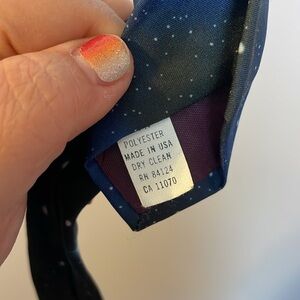 POLYESTER
MADE IN USA
DRY CLEAN
RN 84124
CA 11070